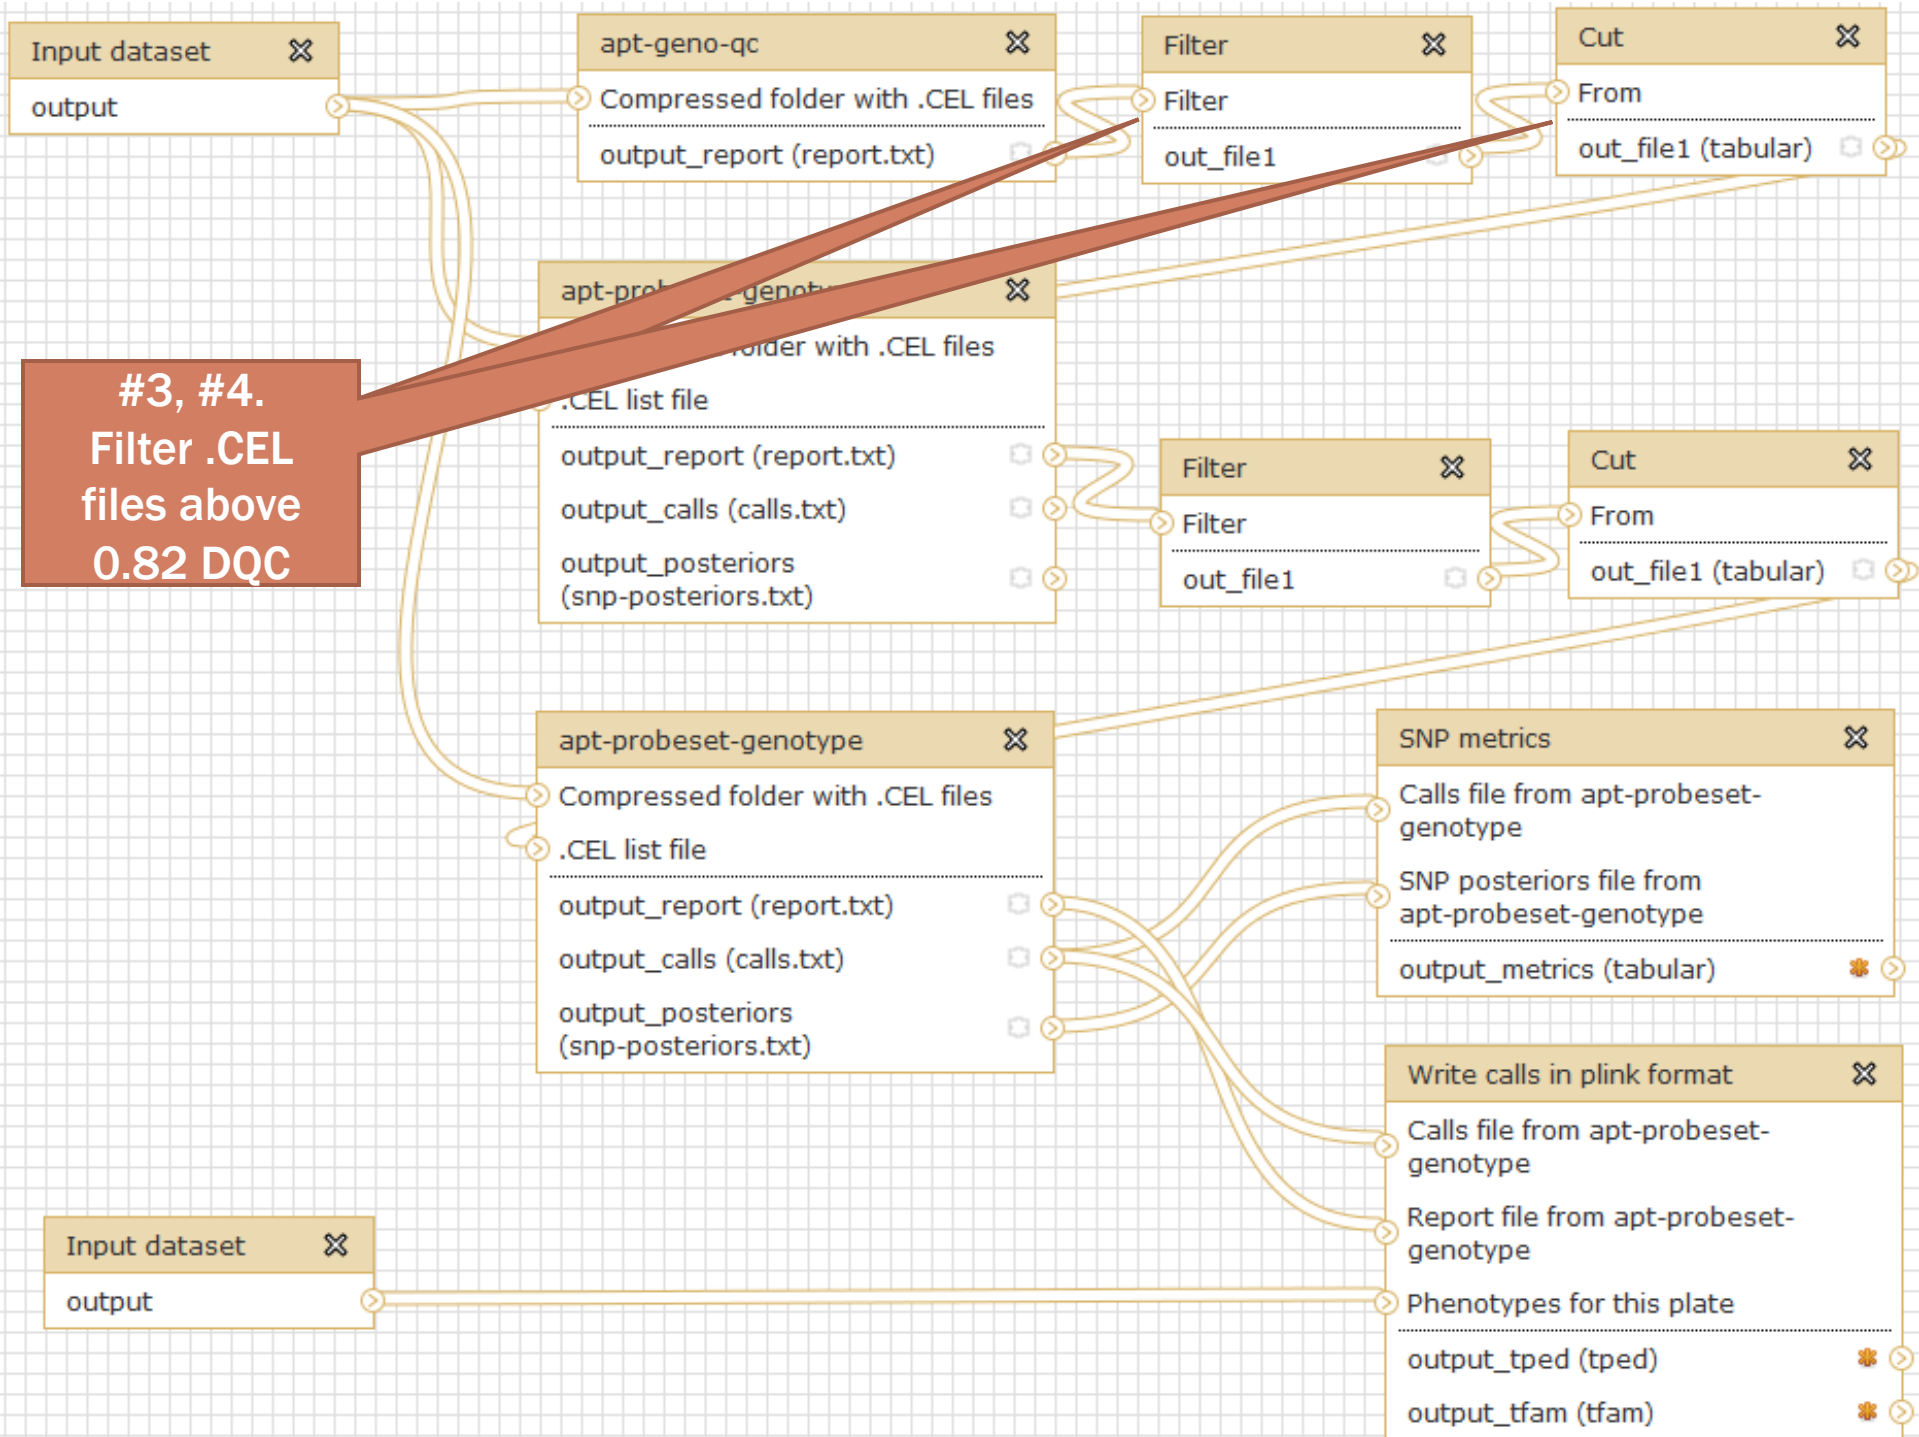 Input dataset
output
apt-geno-qc
Compressed folder with .CEL files
output_report (report.txt)
Filter
Filter
out_file1
Cut
From
out_file1 (tabular)
#3, #4.
Filter .CEL
files above
0.82 DQC
folder with .CEL files
.CEL list file
output_report (report.txt)
output_calls (calls.txt)
output_posteriors
(snp-posteriors.txt)
Filter
Filter
out_file1
Cut
From
out_file1 (tabular)
apt-probeset-genotype
Compressed folder with .CEL files
.CEL list file
output_report (report.txt)
output_calls (calls.txt)
output_posteriors
(snp-posteriors.txt)
SNP metrics
Calls file from apt-probeset-
genotype
SNP posteriors file from
apt-probeset-genotype
output_metrics (tabular)
Write calls in plink format
Calls file from apt-probeset-
genotype
Report file from apt-probeset-
genotype
Phenotypes for this plate
output_tped (tped)
output_tfam (tfam)
Input dataset
output